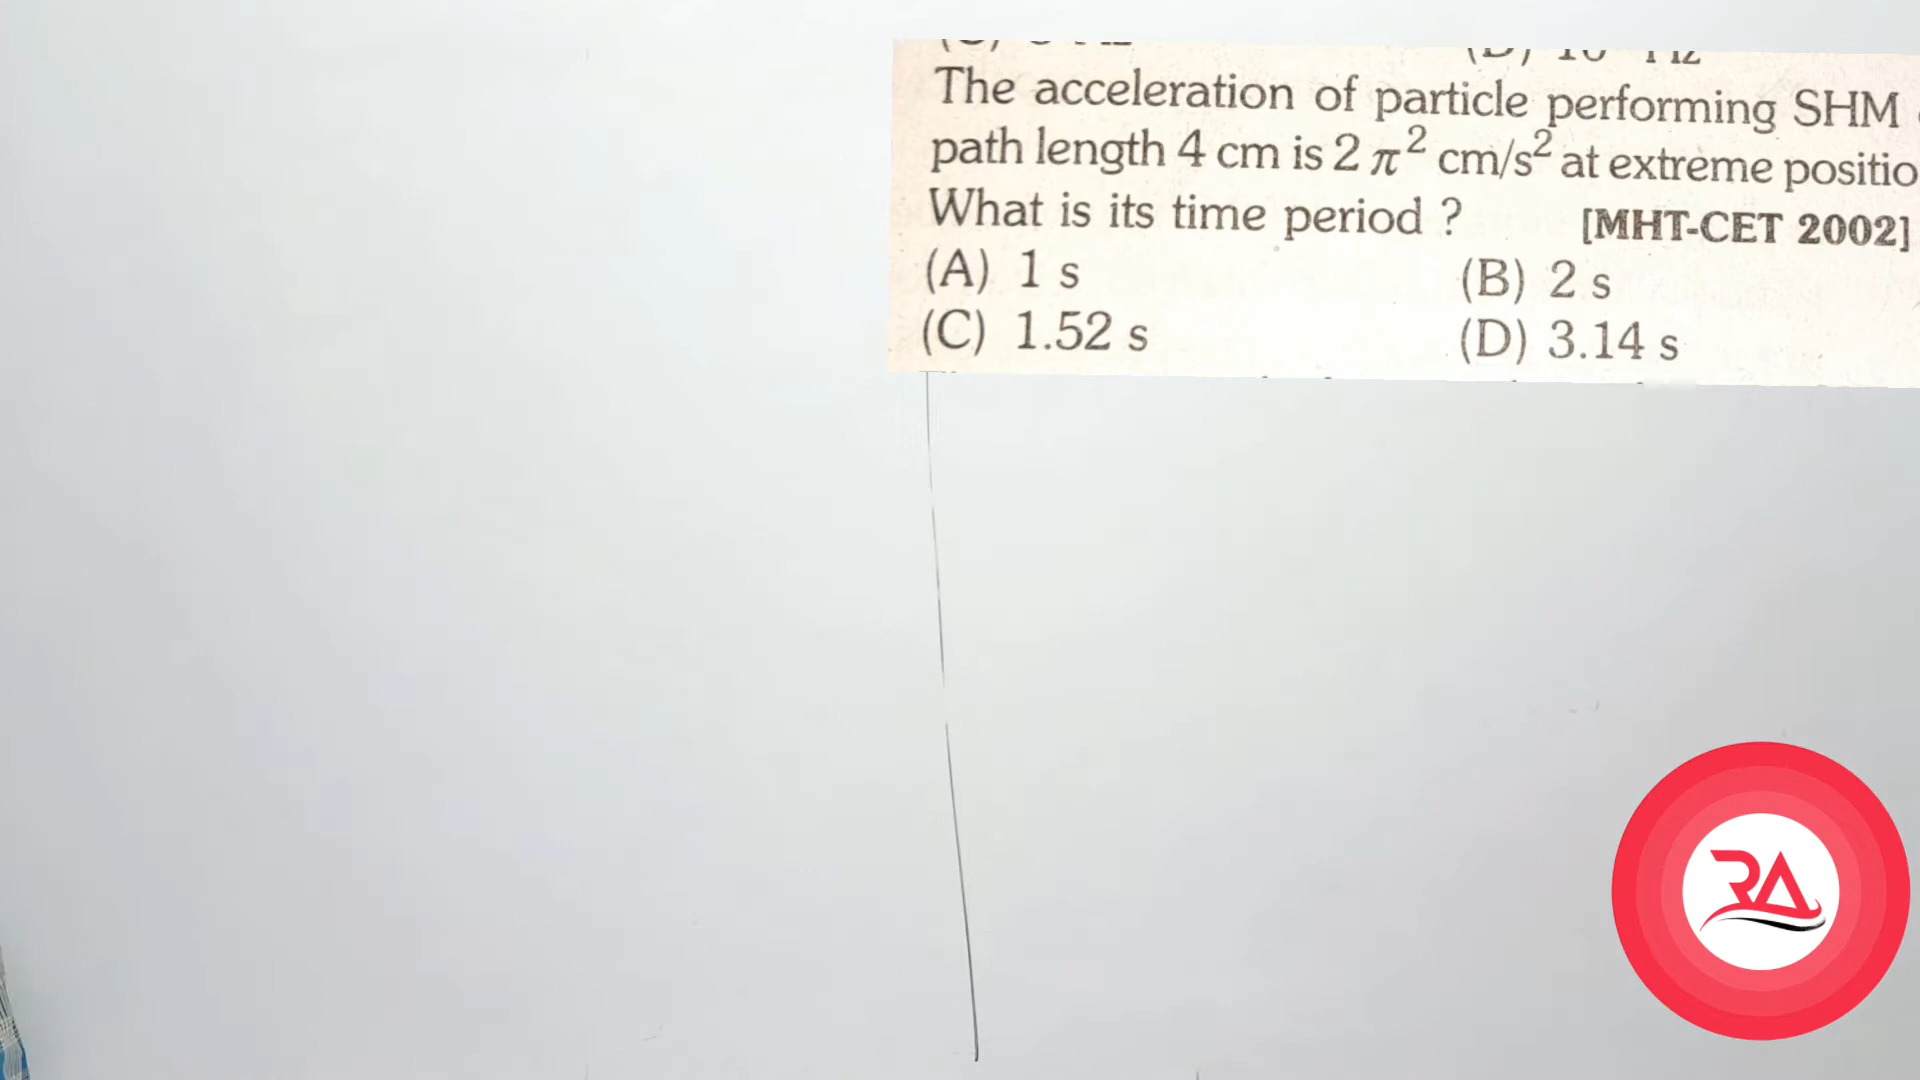 The acceleration of particle performing SHM
path length 4 cm is 2 π² cm/s² at extreme positio
What is its time period ? [MHT-CET 2002]
(A) 1 s (B) 2 s
(C) 1.52 s (D) 3.14 s
RA